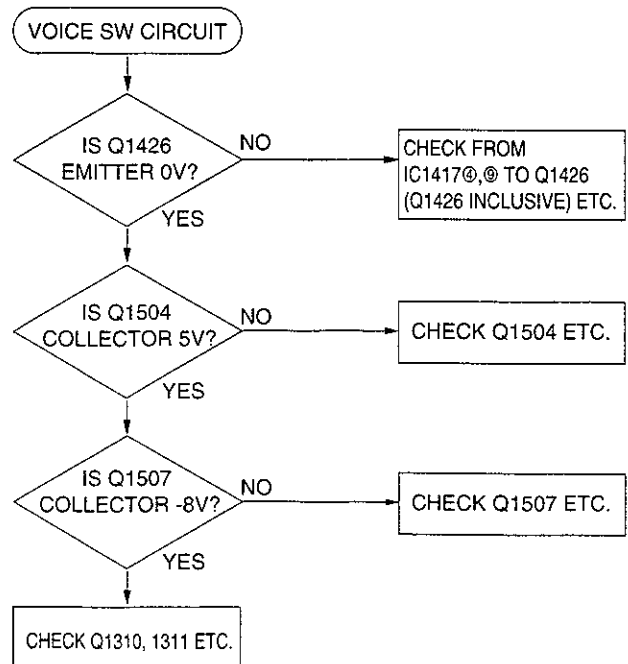 VOICE SW CIRCUIT
IS Q1426
EMITTER 0V?
NO
CHECK FROM
IC1417④,⑨ TO Q1426
(Q1426 INCLUSIVE) ETC.
YES
IS Q1504
COLLECTOR 5V?
NO
CHECK Q1504 ETC.
YES
IS Q1507
COLLECTOR -8V?
NO
CHECK Q1507 ETC.
YES
CHECK Q1310, 1311 ETC.